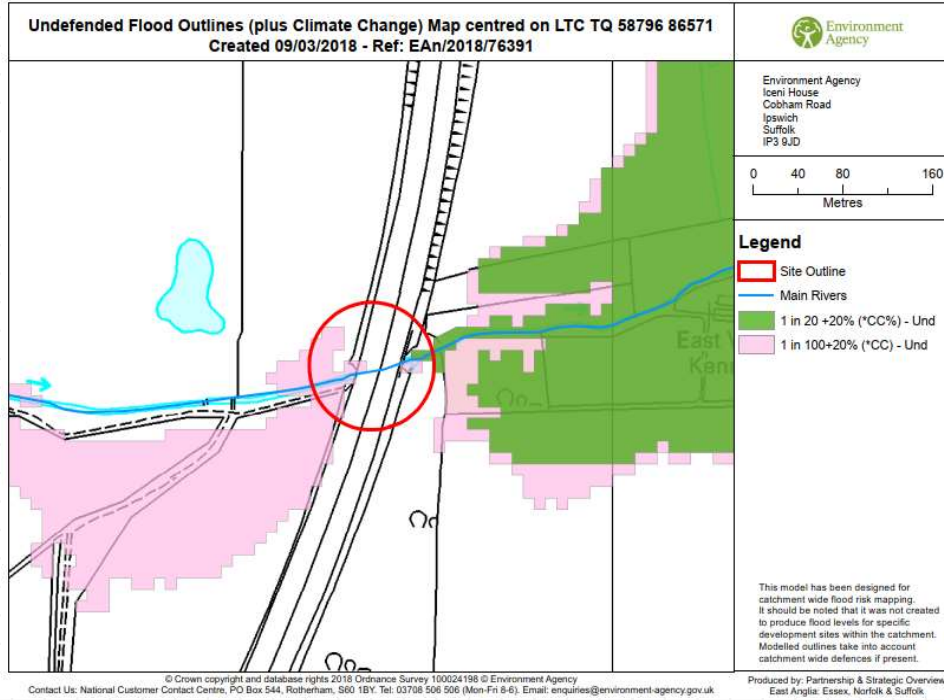 Undefended Flood Outlines (plus Climate Change) Map centred on LTC TQ 58796 86571
Created 09/03/2018 - Ref: EAn/2018/76391
Environment
Agency
Environment Agency
Iceni House
Cobham Road
Ipswich
Suffolk
IP3 9JD
0 40 80 160
Metres
Legend
Site Outline
Main Rivers
1 in 20 +20% (*CC%) - Und
1 in 100+20% (*CC) - Und
East
This model has been designed for
catchment wide flood risk mapping.
It should be noted that it was not created
to produce flood levels for specific
development sites within the catchment.
Modelled outlines take into account
catchment wide defences if present.
© Crown copyright and database rights 2018 Ordnance Survey 100024198 © Environment Agency
Contact Us: National Customer Contact Centre, PO Box 544, Rotherham, S60 1BY. Tel: 03708 506 506 (Mon-Fri 8-6). Email: enquiries@environment-agency.gov.uk
Produced by: Partnership & Strategic Overview
East Anglia: Essex, Norfolk & Suffolk